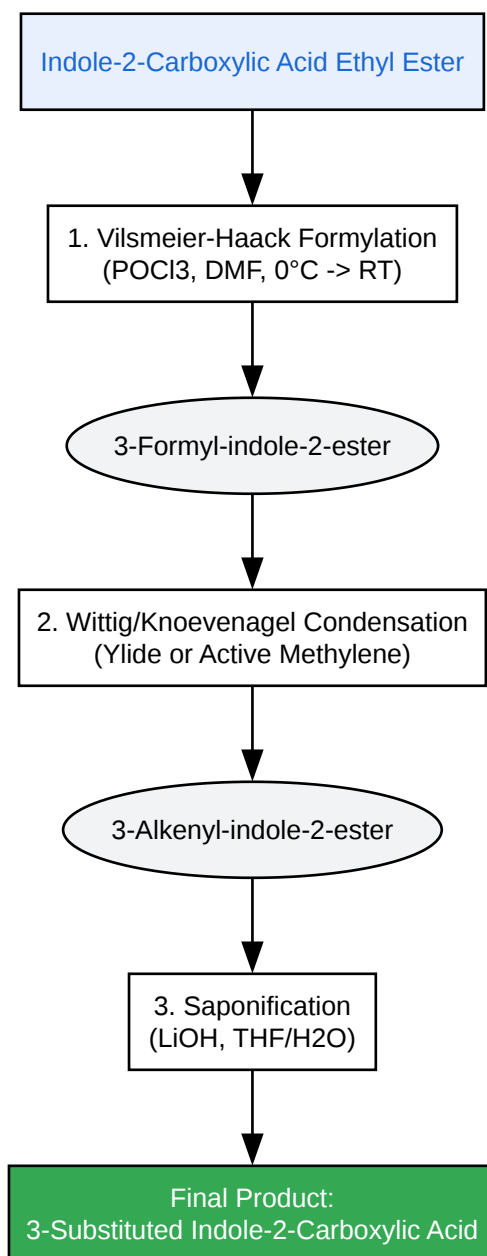 Indole-2-Carboxylic Acid Ethyl Ester
1. Vilsmeier-Haack Formylation
(POCl3, DMF, 0°C -> RT)
3-Formyl-indole-2-ester
2. Wittig/Knoevenagel Condensation
(Ylide or Active Methylene)
3-Alkenyl-indole-2-ester
3. Saponification
(LiOH, THF/H2O)
Final Product:
3-Substituted Indole-2-Carboxylic Acid